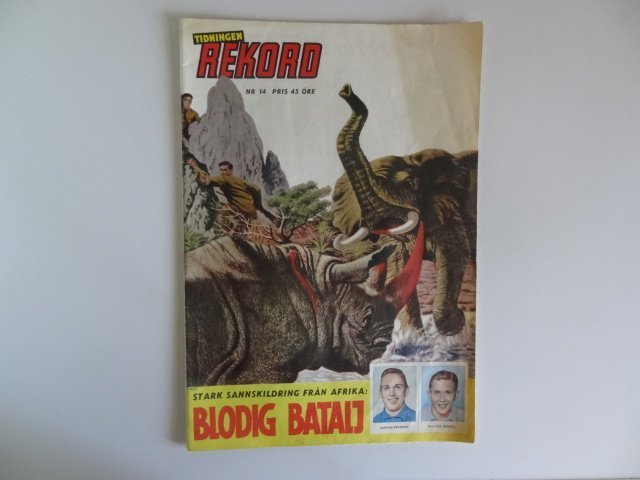 TIDNINGEN
REKORD
NR 14 PRIS 45 ÖRE
STARK SANNSKILDRING FRÅN AFRIKA:
BLODIG BATALJ